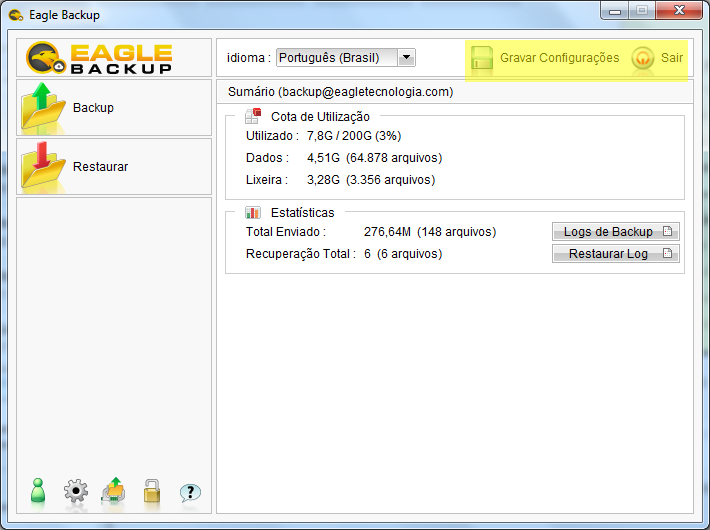 Eagle Backup
EAGLE
BACKUP
idioma : Português (Brasil)
Gravar Configurações
Sair
Backup
Restaurar
Sumário (backup@eagletecnologia.com)
Cota de Utilização
Utilizado : 7,8G / 200G (3%)
Dados : 4,51G (64.878 arquivos)
Lixeira : 3,28G (3.356 arquivos)
Estatísticas
Total Enviado : 276,64M (148 arquivos)
Logs de Backup
Recuperação Total : 6 (6 arquivos)
Restaurar Log
?